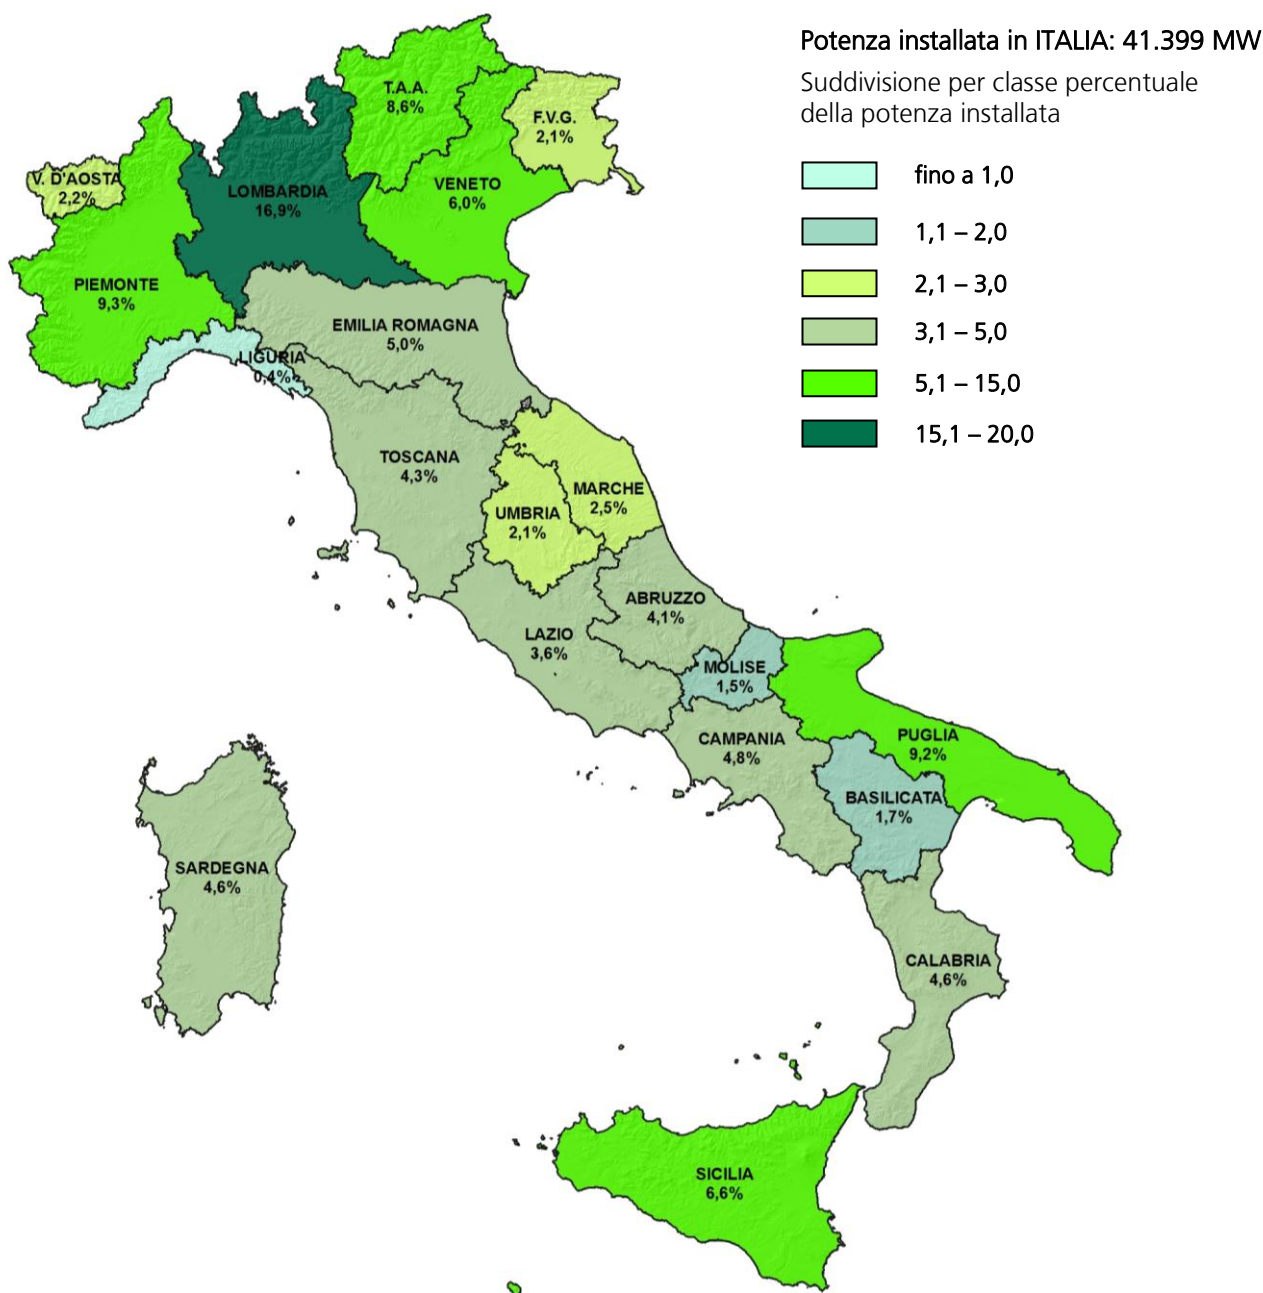 Potenza installata in ITALIA: 41.399 MW
Suddivisione per classe percentuale
della potenza installata
fino a 1,0
1,1 – 2,0
2,1 – 3,0
3,1 – 5,0
5,1 – 15,0
15,1 – 20,0
T.A.A.
8,6%
F.V.G.
2,1%
V. D'AOSTA
2,2%
LOMBARDIA
16,9%
VENETO
6,0%
PIEMONTE
9,3%
EMILIA ROMAGNA
5,0%
LIGURIA
0,4%
TOSCANA
4,3%
MARCHE
2,5%
UMBRIA
2,1%
ABRUZZO
4,1%
LAZIO
3,6%
MOLISE
1,5%
CAMPANIA
4,8%
PUGLIA
9,2%
BASILICATA
1,7%
SARDEGNA
4,6%
CALABRIA
4,6%
SICILIA
6,6%